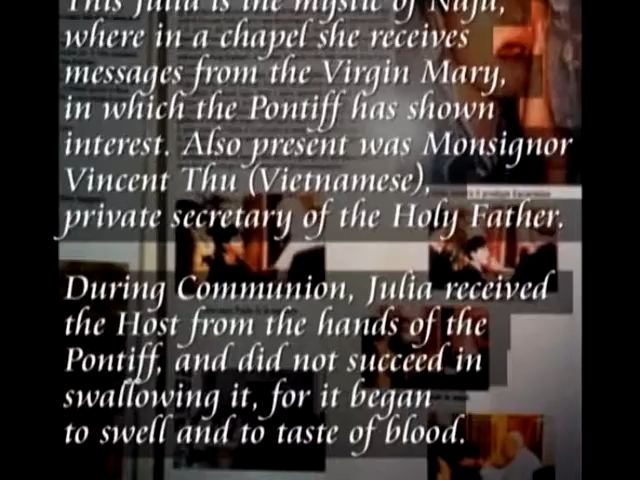 This Julia is the mystic of Naju,
where in a chapel she receives
messages from the Virgin Mary,
in which the Pontiff has shown
interest. Also present was Monsignor
Vincent Thu (Vietnamese),
private secretary of the Holy Father.
During Communion, Julia received
the Host from the hands of the
Pontiff, and did not succeed in
swallowing it, for it began
to swell and to taste of blood.